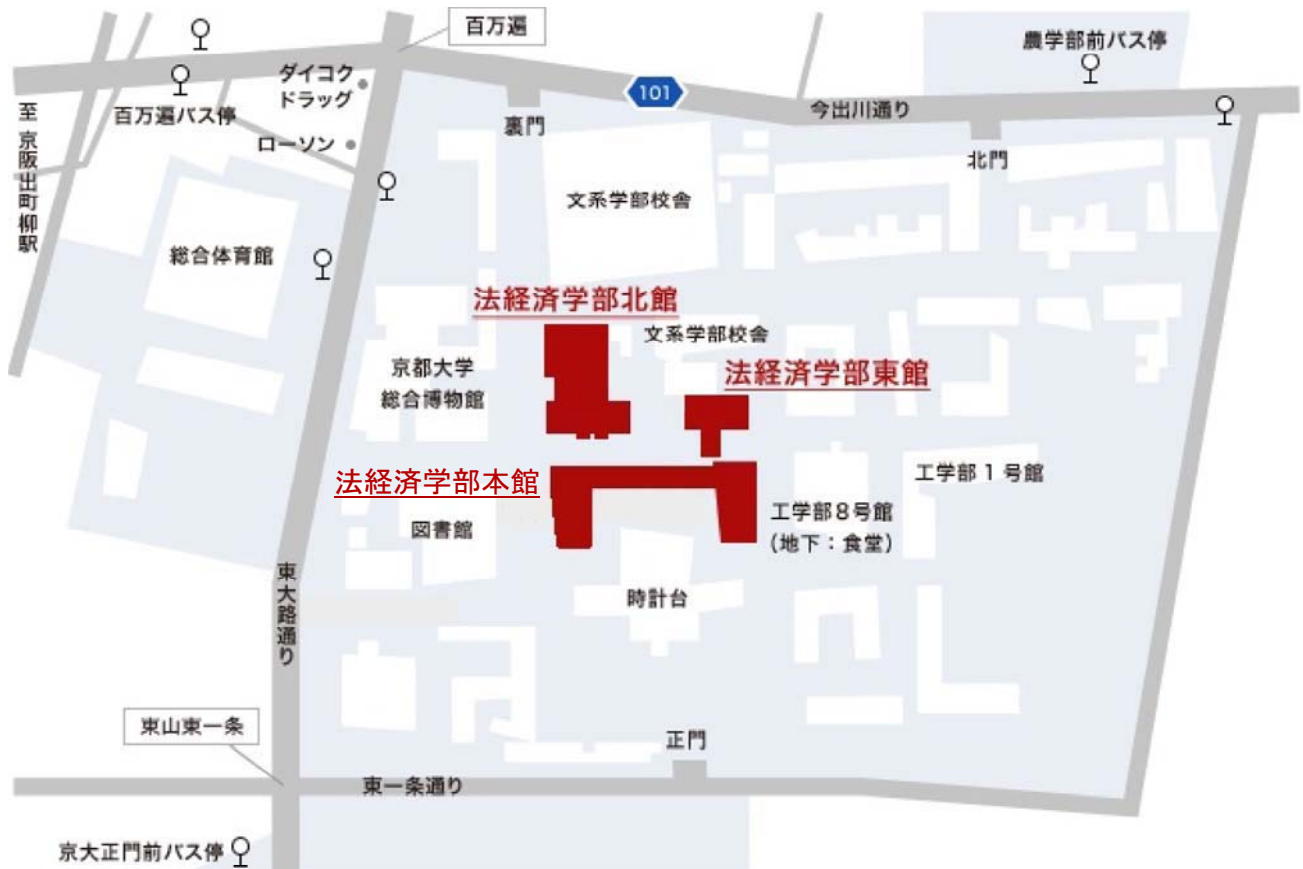 百万遍
農学部前バス停
ダイコク
ドラッグ
101
今出川通り
至 京阪出町柳駅
百万遍バス停
裏門
ローソン
北門
文系学部校舎
総合体育館
法経済学部北館
文系学部校舎
京都大学
総合博物館
法経済学部東館
法経済学部本館
工学部1号館
図書館
工学部8号館
(地下：食堂)
東大路通り
時計台
東山東一条
正門
東一条通り
京大正門前バス停